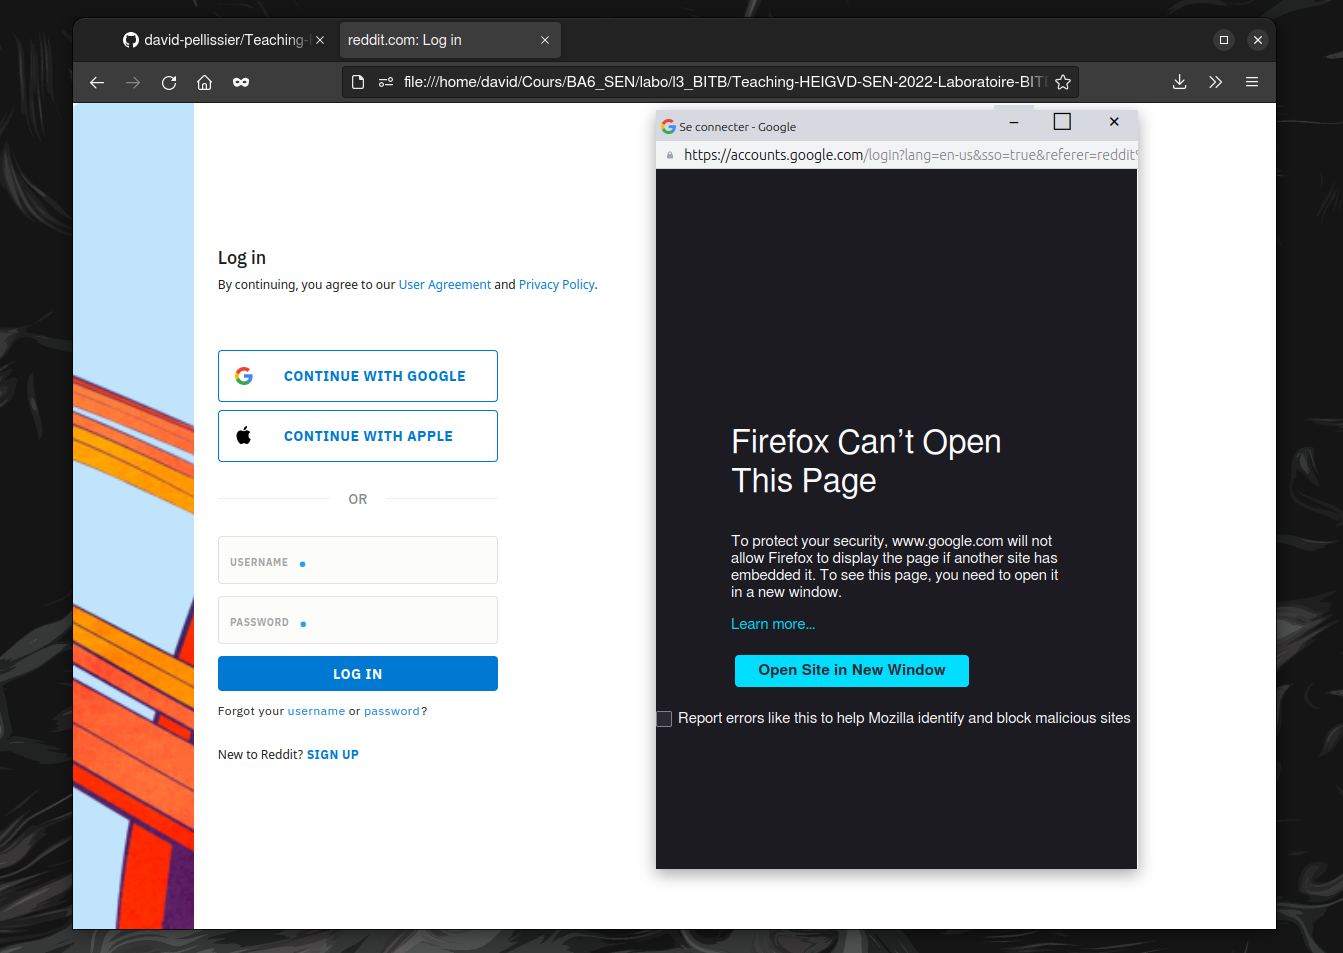 david-pellissier/Teaching-
reddit.com: Log in
file:///home/david/Cours/BA6_SEN/labo/l3_BITB/Teaching-HEIGVD-SEN-2022-Laboratoire-BITB
Se connecter - Google
https://accounts.google.com/login?lang=en-us&sso=true&referer=reddit%
Log in
By continuing, you agree to our User Agreement and Privacy Policy.
CONTINUE WITH GOOGLE
CONTINUE WITH APPLE
OR
USERNAME
PASSWORD
LOG IN
Forgot your username or password?
New to Reddit? SIGN UP
Firefox Can’t Open
This Page
To protect your security, www.google.com will not
allow Firefox to display the page if another site has
embedded it. To see this page, you need to open it
in a new window.
Learn more...
Open Site in New Window
Report errors like this to help Mozilla identify and block malicious sites